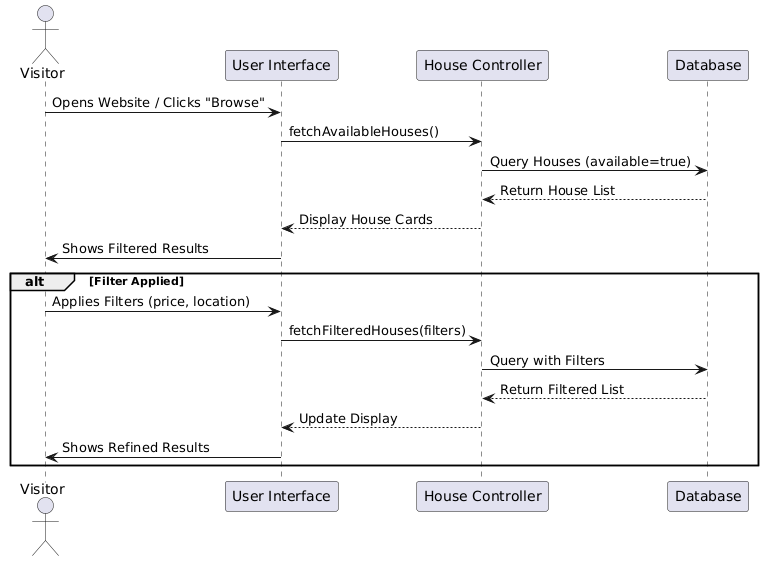 Visitor
User Interface
House Controller
Database
Opens Website / Clicks "Browse"
fetchAvailableHouses()
Query Houses (available=true)
Return House List
Display House Cards
Shows Filtered Results
alt
[Filter Applied]
Applies Filters (price, location)
fetchFilteredHouses(filters)
Query with Filters
Return Filtered List
Update Display
Shows Refined Results
Visitor
User Interface
House Controller
Database